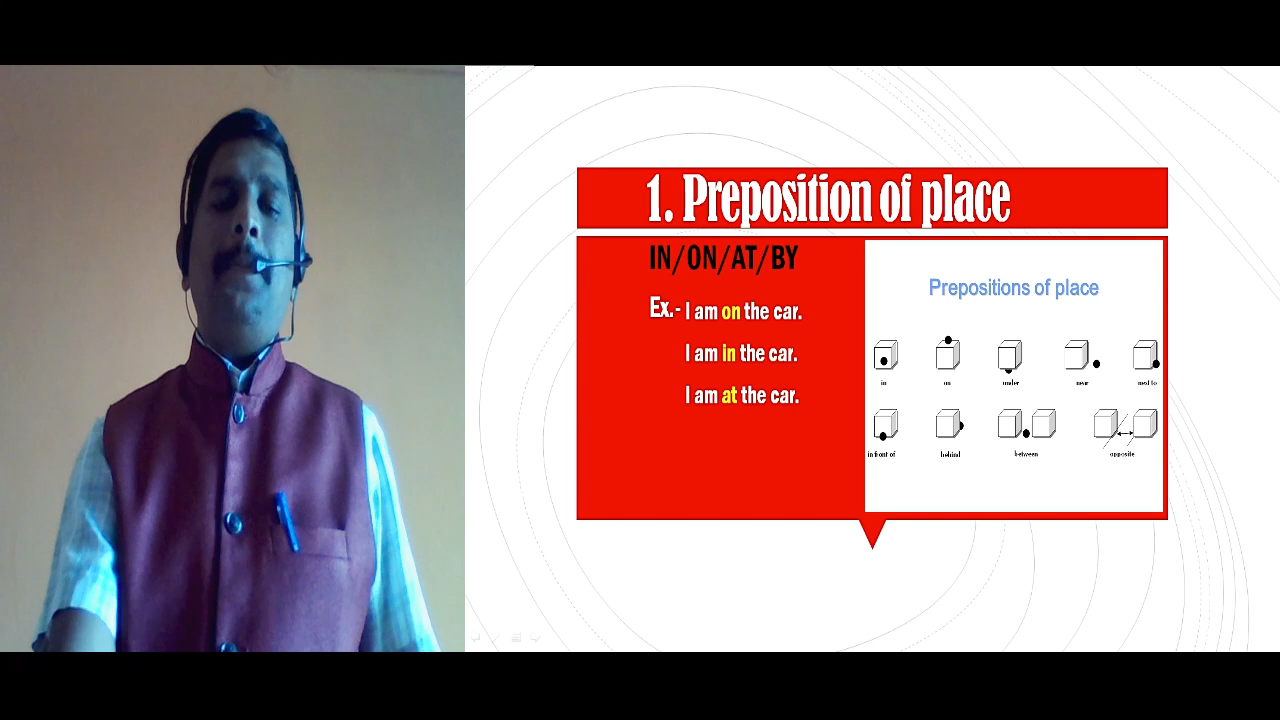 1. Preposition of place
IN/ON/AT/BY
Ex.- I am on the car.
I am in the car.
I am at the car.
Prepositions of place
in on under near next to
in front of behind between opposite